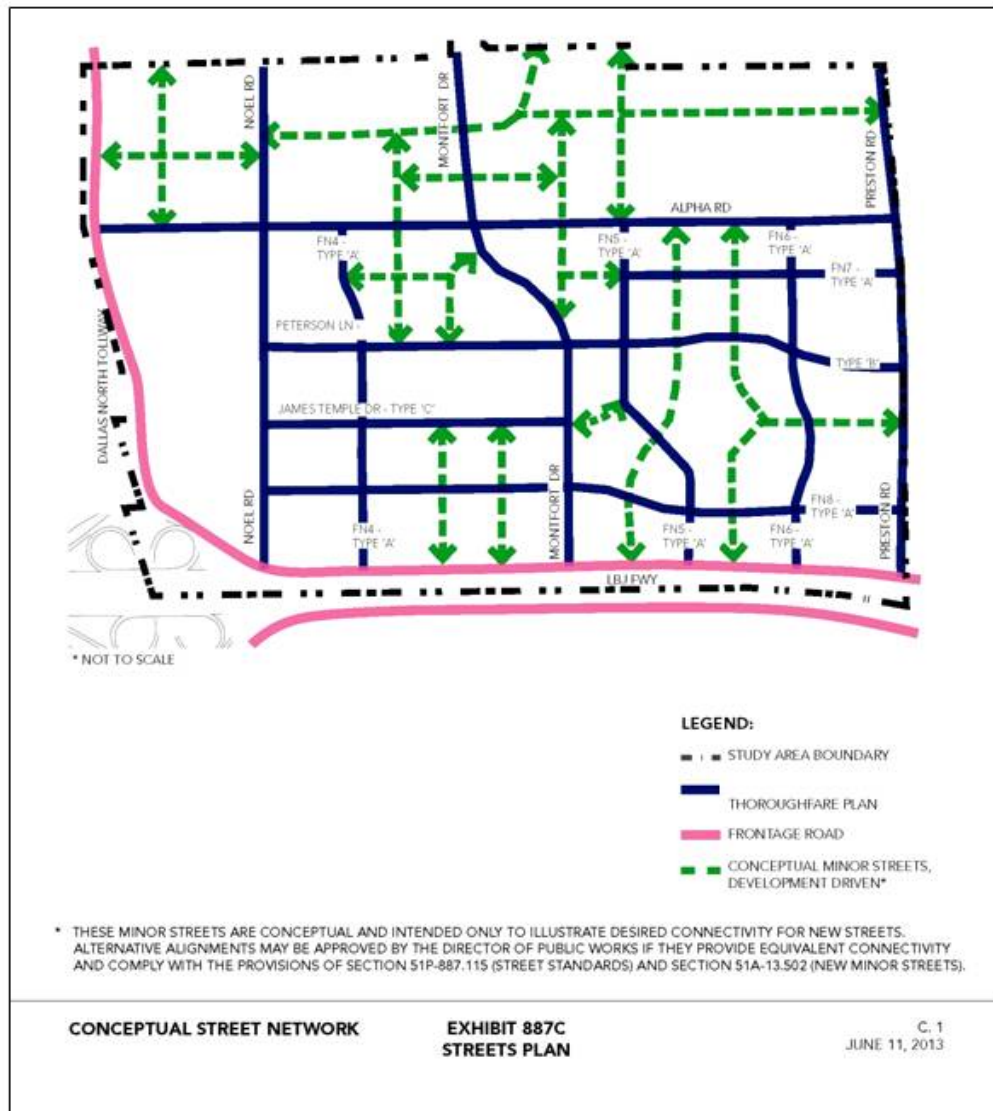 NOEL RD
MONTFORT DR
PRESTON RD
ALPHA RD
FN4 -
TYPE 'A'
FN5 -
TYPE 'A'
FN6 -
TYPE 'A'
FN7 -
TYPE 'A'
PETERSON LN -
TYPE 'B'
DALLAS NORTH TOLLWAY
JAMES TEMPLE DR - TYPE 'C'
NOEL RD
FN4 -
TYPE 'A'
MONTFORT DR
FN5 -
TYPE 'A'
FN6 -
TYPE 'A'
FN8 -
TYPE 'A'
PRESTON RD
LBJ FWY
* NOT TO SCALE
LEGEND:
STUDY AREA BOUNDARY
THOROUGHFARE PLAN
FRONTAGE ROAD
CONCEPTUAL MINOR STREETS,
DEVELOPMENT DRIVEN*
* THESE MINOR STREETS ARE CONCEPTUAL AND INTENDED ONLY TO ILLUSTRATE DESIRED CONNECTIVITY FOR NEW STREETS.
ALTERNATIVE ALIGNMENTS MAY BE APPROVED BY THE DIRECTOR OF PUBLIC WORKS IF THEY PROVIDE EQUIVALENT CONNECTIVITY
AND COMPLY WITH THE PROVISIONS OF SECTION 51P-887.115 (STREET STANDARDS) AND SECTION 51A-13.502 (NEW MINOR STREETS).
CONCEPTUAL STREET NETWORK
EXHIBIT 887C
STREETS PLAN
C. 1
JUNE 11, 2013